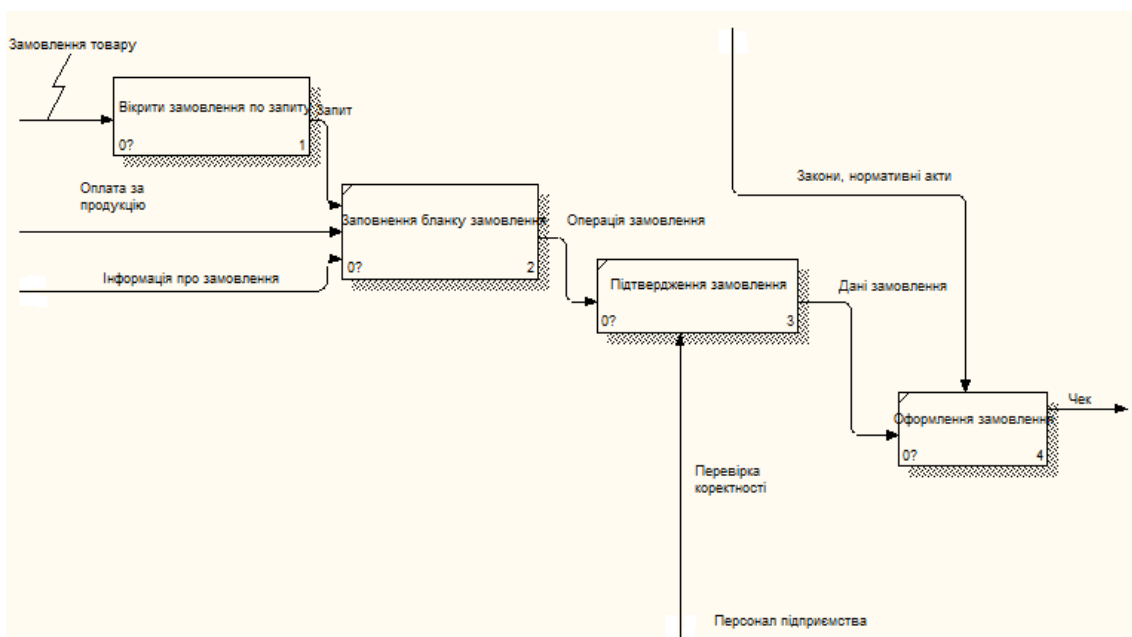 Замовлення товару
Вікрити замовлення по запиту
Запит
0? 1
Оплата за
продукцію
Закони, нормативні акти
Заповнення бланку замовлення
Операція замовлення
0? 2
Інформація про замовлення
Підтвердження замовлення
Дані замовлення
0? 3
Чек
Оформлення замовлення
0? 4
Перевірка
коректності
Персонал підприємства